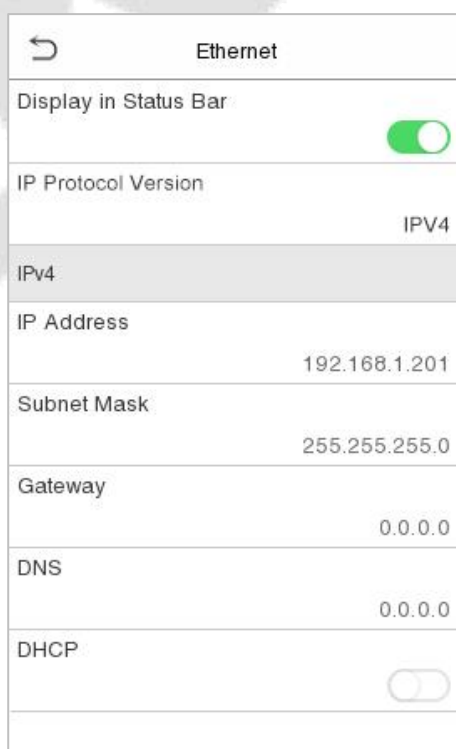 Ethernet
Display in Status Bar
IP Protocol Version
IPV4
IPv4
IP Address
192.168.1.201
Subnet Mask
255.255.255.0
Gateway
0.0.0.0
DNS
0.0.0.0
DHCP